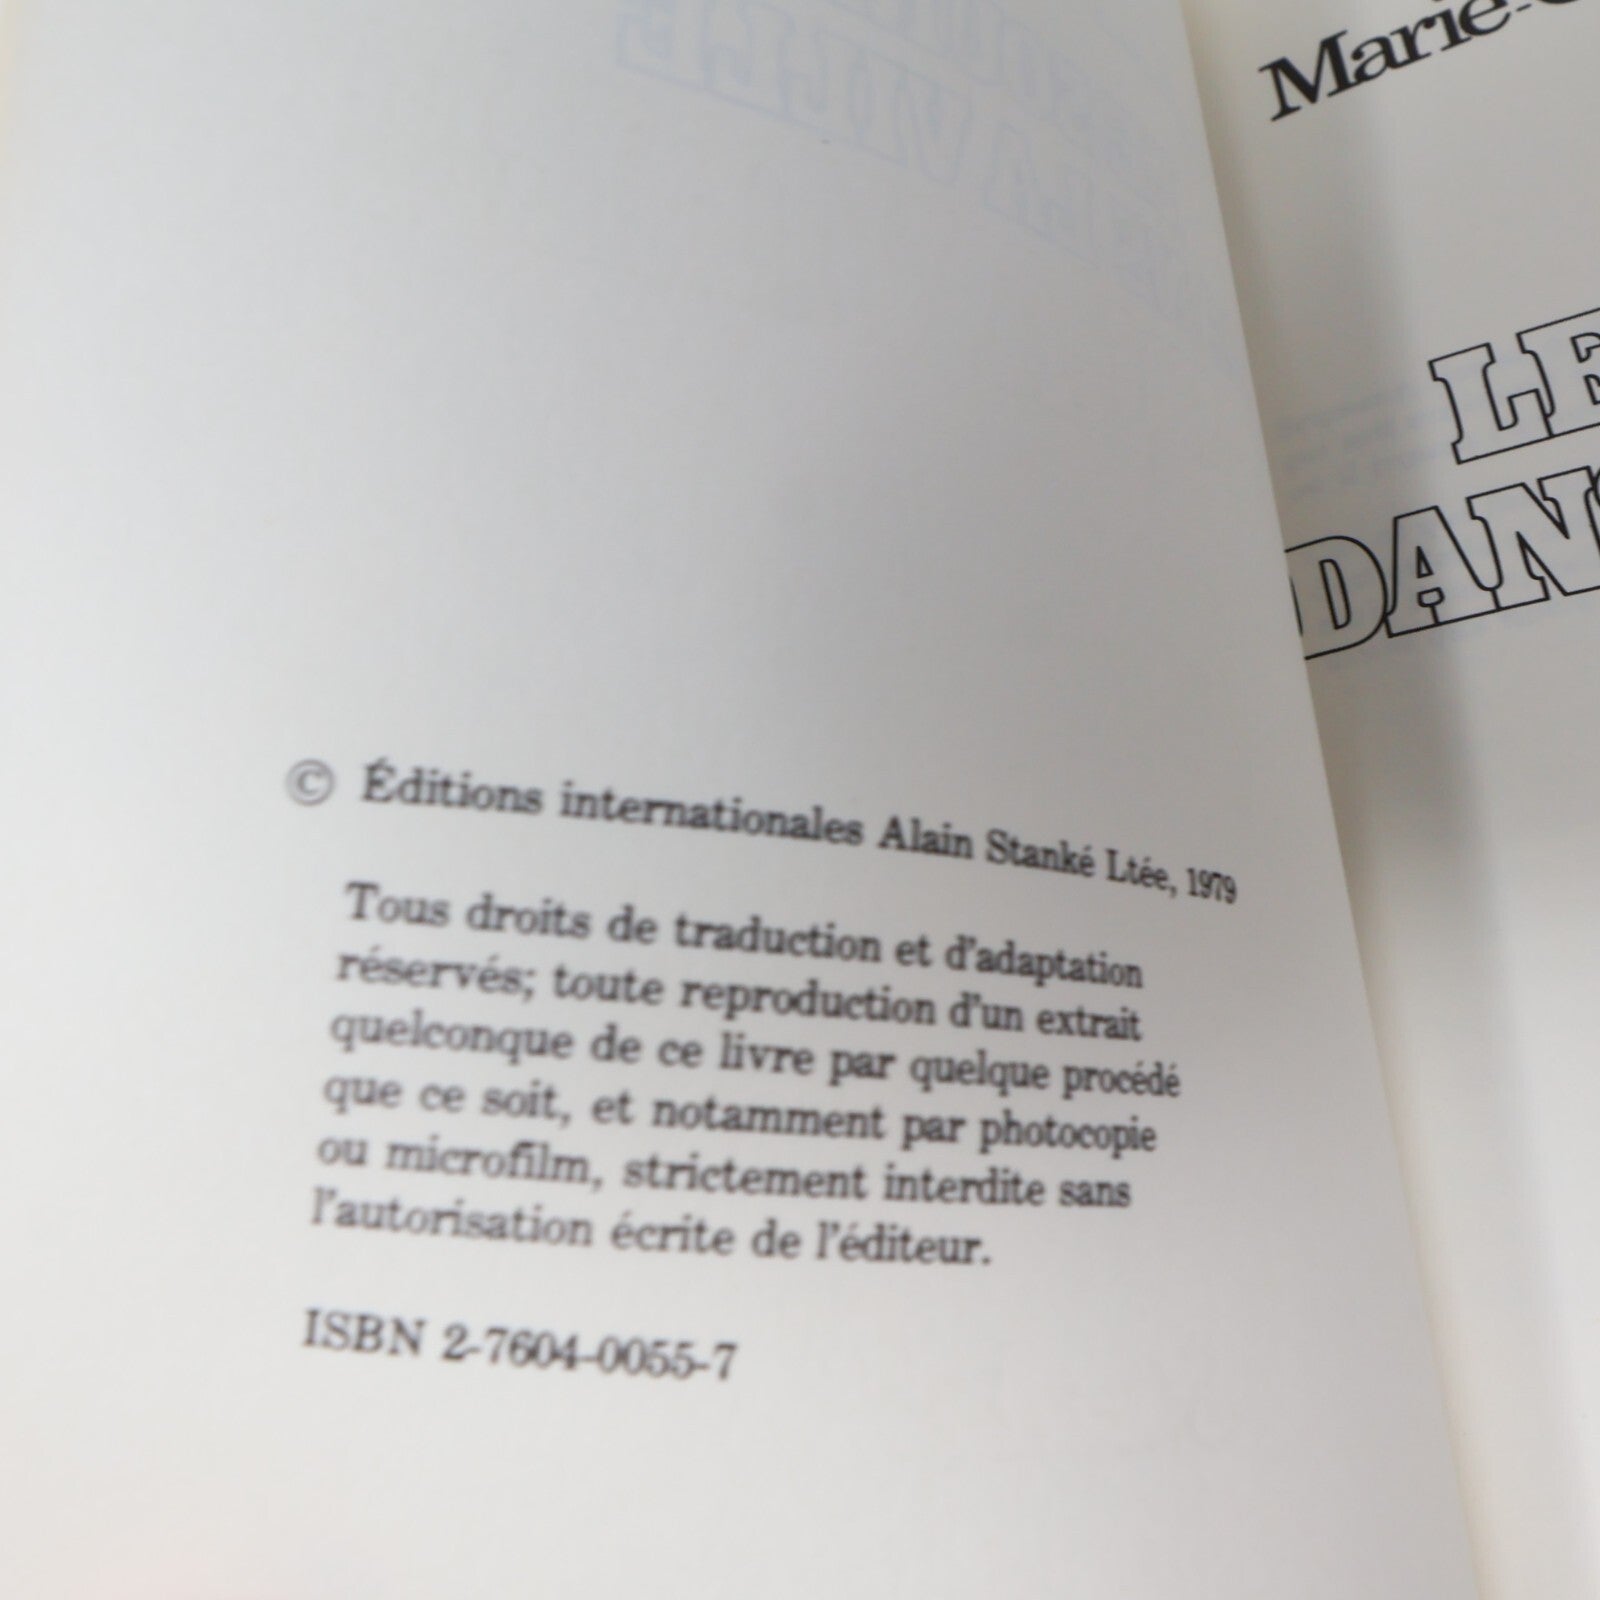 © Éditions internationales Alain Stanké Ltée, 1979
Tous droits de traduction et d'adaptation
réservés; toute reproduction d'un extrait
quelconque de ce livre par quelque procédé
que ce soit, et notamment par photocopie
ou microfilm, strictement interdite sans
l'autorisation écrite de l'éditeur.
ISBN 2-7604-0055-7
Marie-
LE
DAN